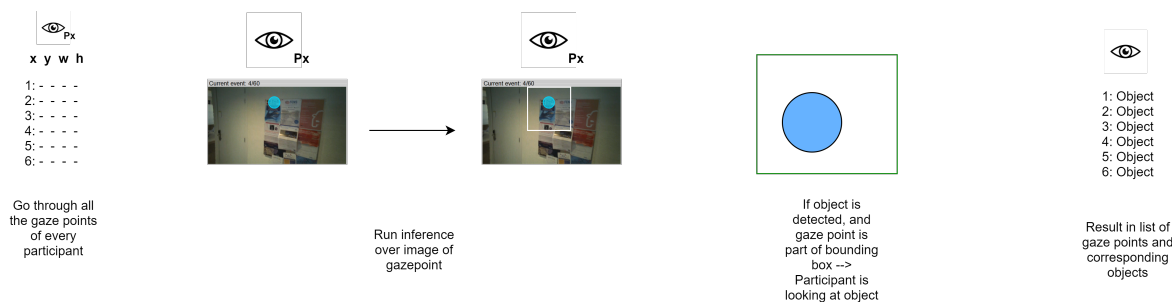 Px
x y w h
1: - - - -
2: - - - -
3: - - - -
4: - - - -
5: - - - -
6: - - - -
Go through all
the gaze points
of every
participant
Px
Current event: 4/60
Px
Current event: 4/60
Run inference
over image of
gazepoint
If object is
detected, and
gaze point is
part of bounding
box -->
Participant is
looking at object
1: Object
2: Object
3: Object
4: Object
5: Object
6: Object
Result in list of
gaze points and
corresponding
objects